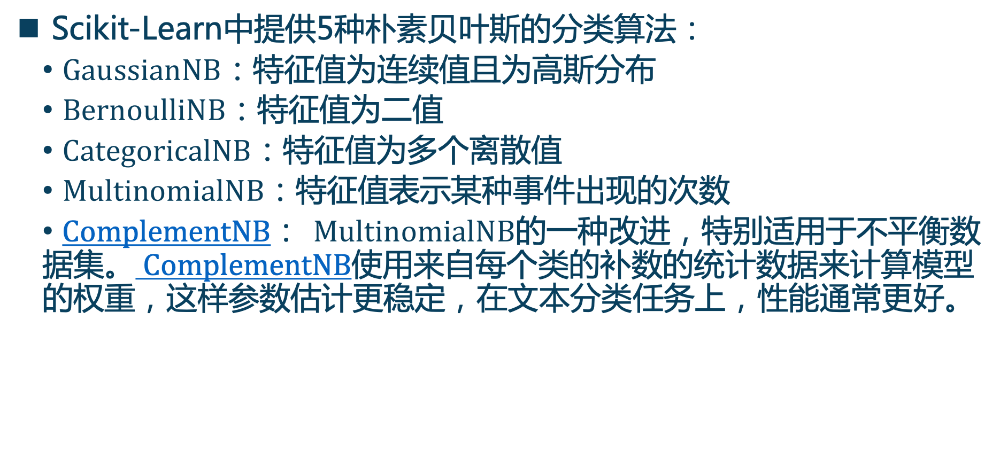 ■ Scikit-Learn中提供5种朴素贝叶斯的分类算法：
• GaussianNB：特征值为连续值且为高斯分布
• BernoulliNB：特征值为二值
• CategoricalNB：特征值为多个离散值
• MultinomialNB：特征值表示某种事件出现的次数
• ComplementNB： MultinomialNB的一种改进，特别适用于不平衡数
据集。 ComplementNB使用来自每个类的补数的统计数据来计算模型
的权重，这样参数估计更稳定，在文本分类任务上，性能通常更好。